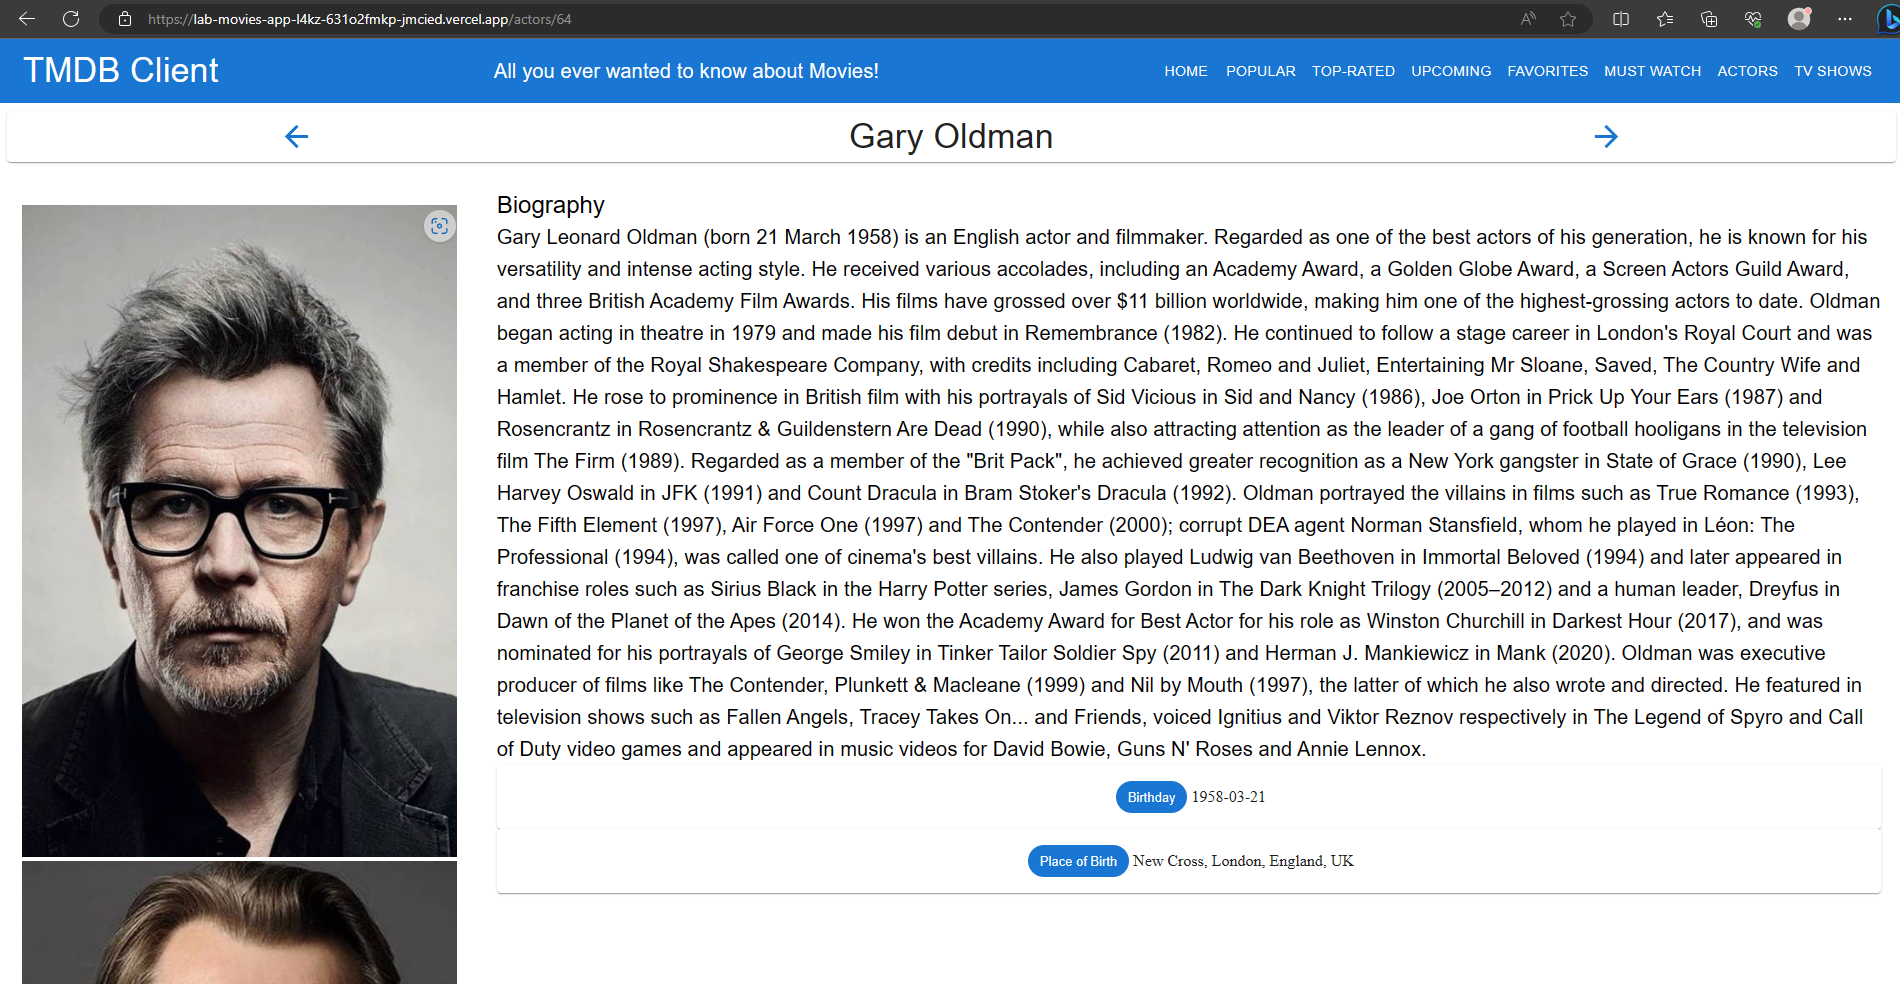 https://lab-movies-app-l4kz-631o2fmkp-jmcied.vercel.app/actors/64
TMDB Client
All you ever wanted to know about Movies!
HOME POPULAR TOP-RATED UPCOMING FAVORITES MUST WATCH ACTORS TV SHOWS
Gary Oldman
Biography
Gary Leonard Oldman (born 21 March 1958) is an English actor and filmmaker. Regarded as one of the best actors of his generation, he is known for his
versatility and intense acting style. He received various accolades, including an Academy Award, a Golden Globe Award, a Screen Actors Guild Award,
and three British Academy Film Awards. His films have grossed over $11 billion worldwide, making him one of the highest-grossing actors to date. Oldman
began acting in theatre in 1979 and made his film debut in Remembrance (1982). He continued to follow a stage career in London's Royal Court and was
a member of the Royal Shakespeare Company, with credits including Cabaret, Romeo and Juliet, Entertaining Mr Sloane, Saved, The Country Wife and
Hamlet. He rose to prominence in British film with his portrayals of Sid Vicious in Sid and Nancy (1986), Joe Orton in Prick Up Your Ears (1987) and
Rosencrantz in Rosencrantz & Guildenstern Are Dead (1990), while also attracting attention as the leader of a gang of football hooligans in the television
film The Firm (1989). Regarded as a member of the "Brit Pack", he achieved greater recognition as a New York gangster in State of Grace (1990), Lee
Harvey Oswald in JFK (1991) and Count Dracula in Bram Stoker's Dracula (1992). Oldman portrayed the villains in films such as True Romance (1993),
The Fifth Element (1997), Air Force One (1997) and The Contender (2000); corrupt DEA agent Norman Stansfield, whom he played in Léon: The
Professional (1994), was called one of cinema's best villains. He also played Ludwig van Beethoven in Immortal Beloved (1994) and later appeared in
franchise roles such as Sirius Black in the Harry Potter series, James Gordon in The Dark Knight Trilogy (2005–2012) and a human leader, Dreyfus in
Dawn of the Planet of the Apes (2014). He won the Academy Award for Best Actor for his role as Winston Churchill in Darkest Hour (2017), and was
nominated for his portrayals of George Smiley in Tinker Tailor Soldier Spy (2011) and Herman J. Mankiewicz in Mank (2020). Oldman was executive
producer of films like The Contender, Plunkett & Macleane (1999) and Nil by Mouth (1997), the latter of which he also wrote and directed. He featured in
television shows such as Fallen Angels, Tracey Takes On... and Friends, voiced Ignitius and Viktor Reznov respectively in The Legend of Spyro and Call
of Duty video games and appeared in music videos for David Bowie, Guns N' Roses and Annie Lennox.
Birthday 1958-03-21
Place of Birth New Cross, London, England, UK